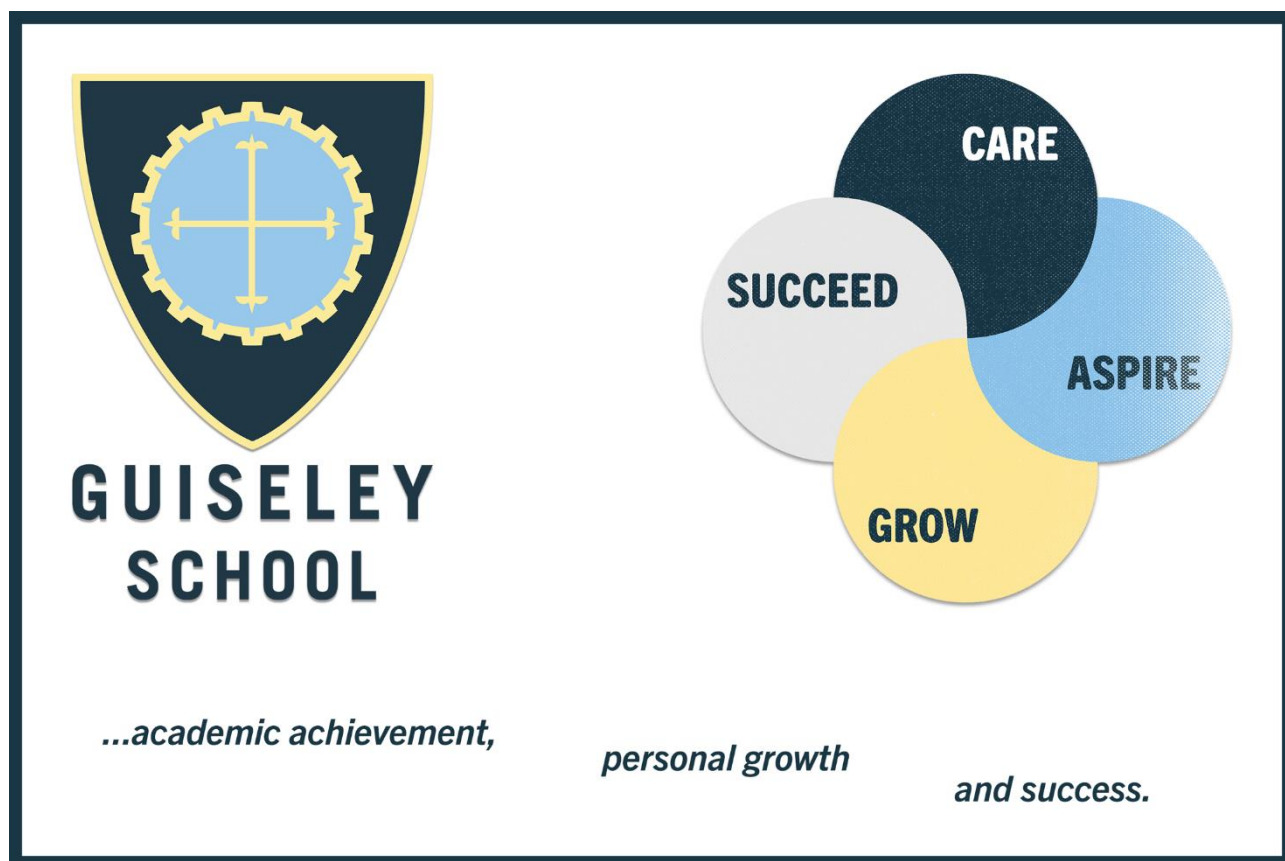 GUISELEY
SCHOOL
CARE
SUCCEED
ASPIRE
GROW
...academic achievement,
personal growth
and success.